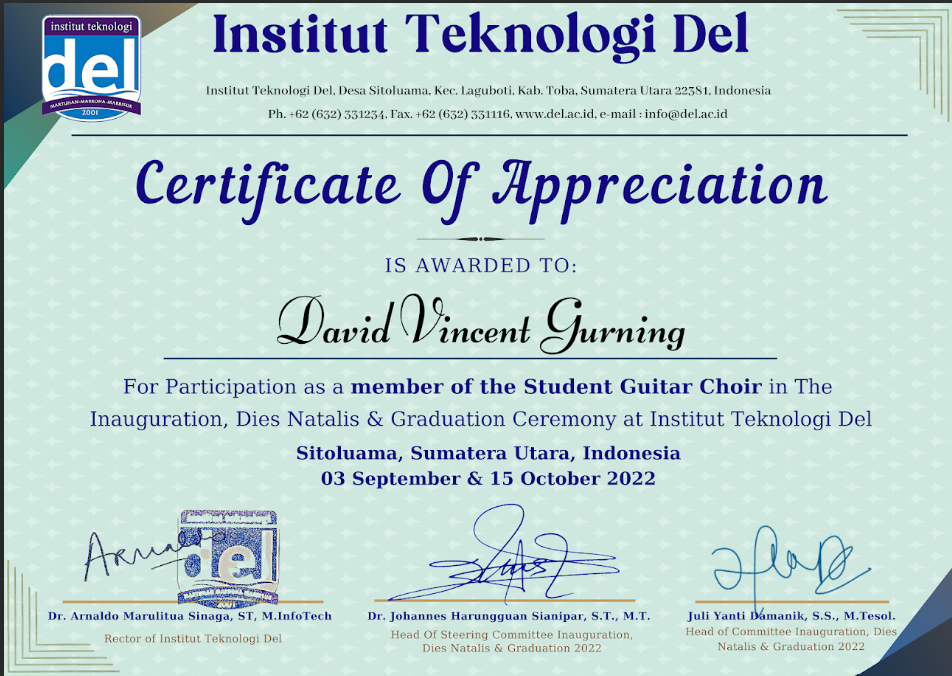 institut teknologi
del
MARTUHAN-MARROHA-MARBISUK
2001
Institut Teknologi Del
Institut Teknologi Del, Desa Sitoluama, Kec. Laguboti, Kab. Toba, Sumatera Utara 22381, Indonesia
Ph. +62 (632) 331234, Fax. +62 (632) 331116, www.del.ac.id, e-mail : info@del.ac.id
Certificate Of Appreciation
IS AWARDED TO:
David Vincent Gurning
For Participation as a member of the Student Guitar Choir in The
Inauguration, Dies Natalis & Graduation Ceremony at Institut Teknologi Del
Sitoluama, Sumatera Utara, Indonesia
03 September & 15 October 2022
Arnaldo
del
Dr. Arnaldo Marulitua Sinaga, ST, M.InfoTech
Rector of Institut Teknologi Del
Dr. Johannes Harungguan Sianipar, S.T., M.T.
Head Of Steering Committee Inauguration,
Dies Natalis & Graduation 2022
Juli Yanti Damanik, S.S., M.Tesol.
Head of Committee Inauguration, Dies
Natalis & Graduation 2022